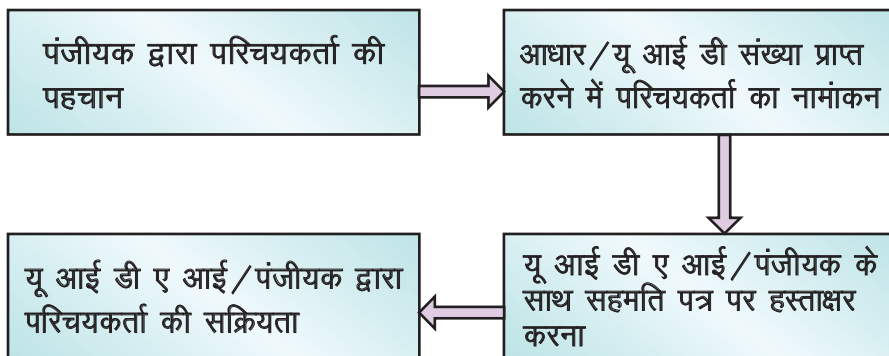 पंजीयक द्वारा परिचयकर्ता की
पहचान
आधार/यू आई डी संख्या प्राप्त
करने में परिचयकर्ता का नामांकन
यू आई डी ए आई/पंजीयक के
साथ सहमति पत्र पर हस्ताक्षर
करना
यू आई डी ए आई/पंजीयक द्वारा
परिचयकर्ता की सक्रियता